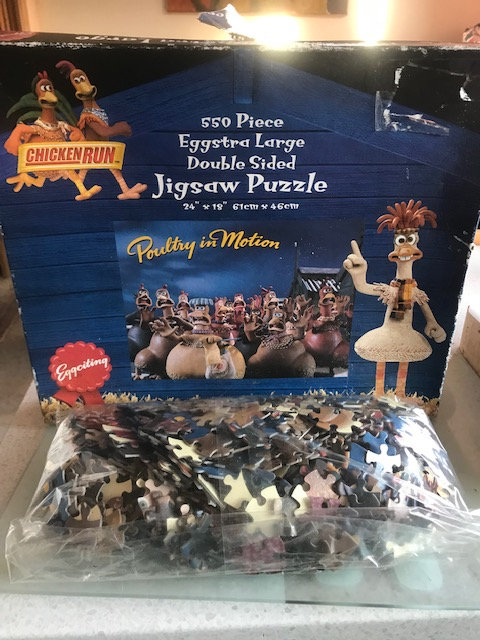 550 Piece
Eggstra Large
Double Sided
Jigsaw Puzzle
24" x 18" 61cm x 46cm
CHICKEN RUN
Poultry in Motion
Eggciting